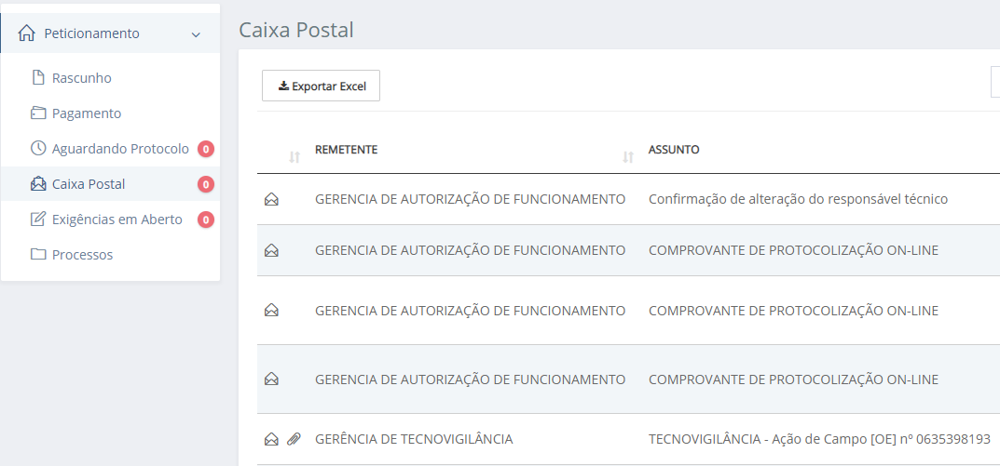 Peticionamento
Rascunho
Pagamento
Aguardando Protocolo 0
Caixa Postal 0
Exigências em Aberto 0
Processos
Caixa Postal
Exportar Excel
REMETENTE ASSUNTO
GERENCIA DE AUTORIZAÇÃO DE FUNCIONAMENTO Confirmação de alteração do responsável técnico
GERENCIA DE AUTORIZAÇÃO DE FUNCIONAMENTO COMPROVANTE DE PROTOCOLIZAÇÃO ON-LINE
GERENCIA DE AUTORIZAÇÃO DE FUNCIONAMENTO COMPROVANTE DE PROTOCOLIZAÇÃO ON-LINE
GERENCIA DE AUTORIZAÇÃO DE FUNCIONAMENTO COMPROVANTE DE PROTOCOLIZAÇÃO ON-LINE
GERÊNCIA DE TECNOVIGILÂNCIA TECNOVIGILÂNCIA - Ação de Campo [OE] nº 0635398193